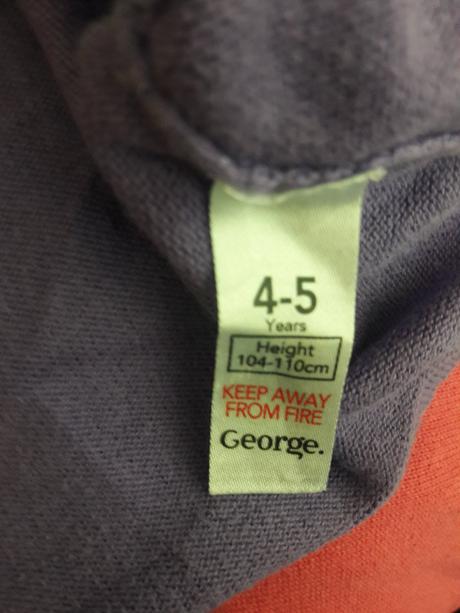 4-5
Years
Height
104-110cm
KEEP AWAY
FROM FIRE
George.